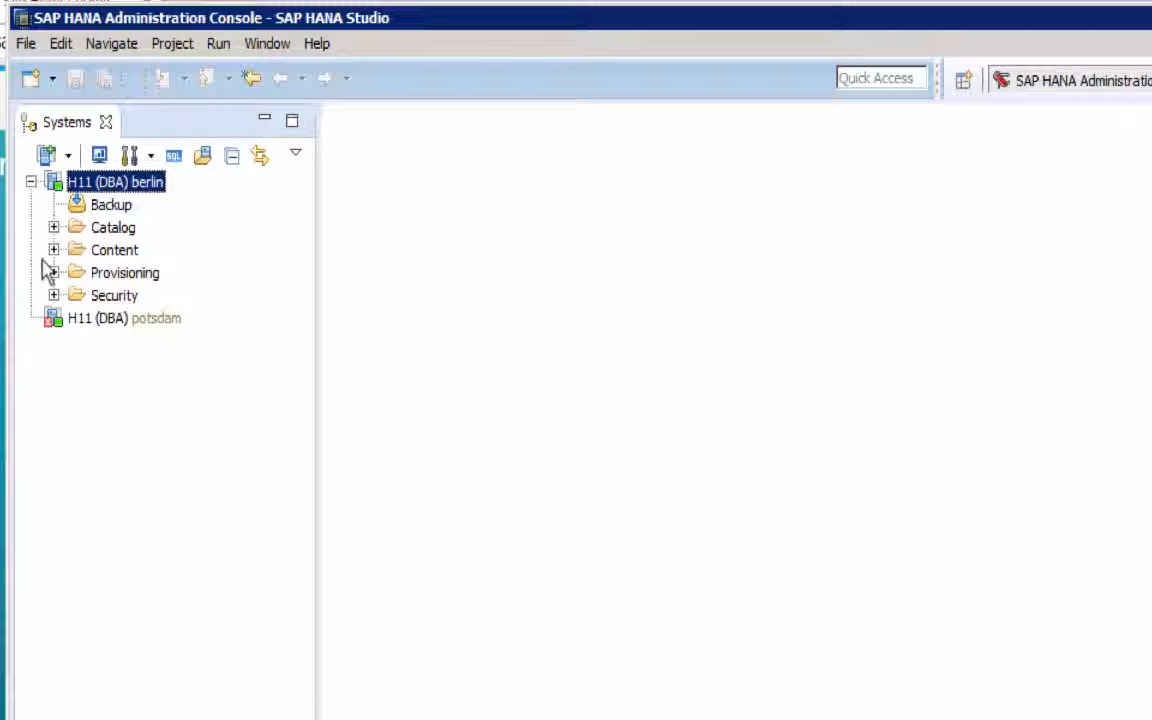 SAP HANA Administration Console - SAP HANA Studio
File Edit Navigate Project Run Window Help
Quick Access
SAP HANA Administratio
Systems
SQL
H11 (DBA) berlin
Backup
Catalog
Content
Provisioning
Security
H11 (DBA) potsdam